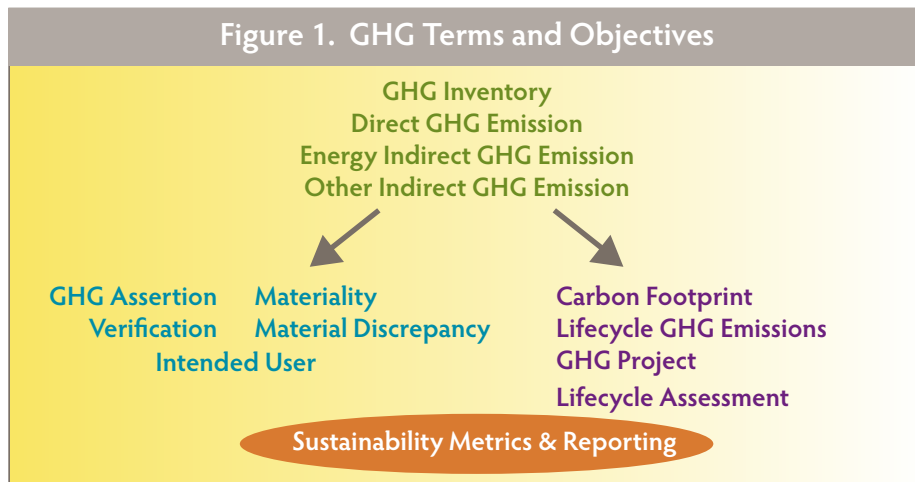 Figure 1. GHG Terms and Objectives
GHG Inventory
Direct GHG Emission
Energy Indirect GHG Emission
Other Indirect GHG Emission
GHG Assertion Materiality
Verification Material Discrepancy
Intended User
Carbon Footprint
Lifecycle GHG Emissions
GHG Project
Lifecycle Assessment
Sustainability Metrics & Reporting